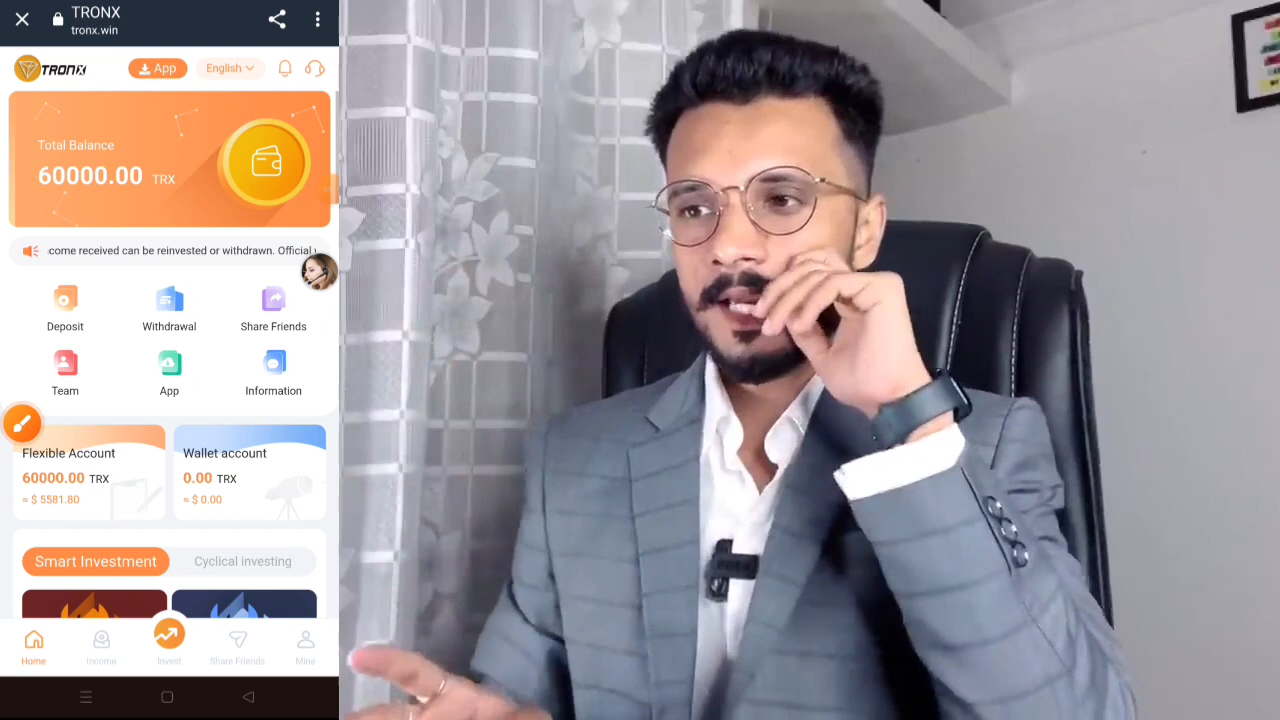 TRONX
tronx.win
TRONX
App
English
Total Balance
60000.00 TRX
come received can be reinvested or withdrawn. Official
Deposit
Withdrawal
Share Friends
Team
App
Information
Flexible Account
60000.00 TRX
≈ $ 5581.80
Wallet account
0.00 TRX
≈ $ 0.00
Smart Investment
Cyclical investing
Home
Income
Invest
Share Friends
Mine